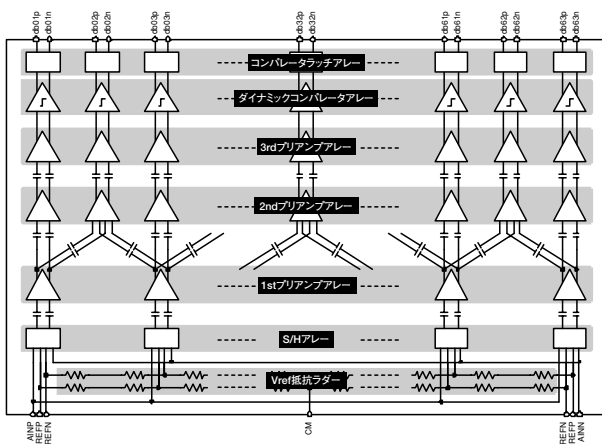 db01p db01n db02p db02n db03p db03n db32p db32n db61p db61n db62p db62n db63p db63n
コンパレータラッチアレー
ダイナミックコンパレータアレー
3rdプリアンプアレー
2ndプリアンプアレー
1stプリアンプアレー
S/Hアレー
Vref抵抗ラダー
AINP REFP REFN CM REFN REFP AINN